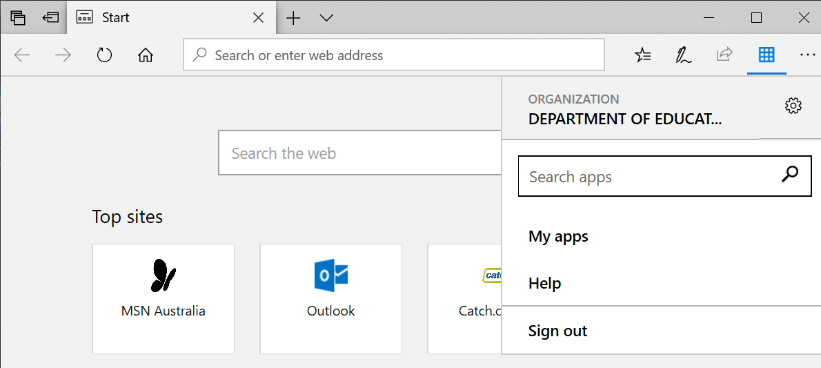 Start
Search or enter web address
ORGANIZATION
DEPARTMENT OF EDUCAT...
Search the web
Search apps
Top sites
My apps
Help
MSN Australia
Outlook
Catch.c
Sign out